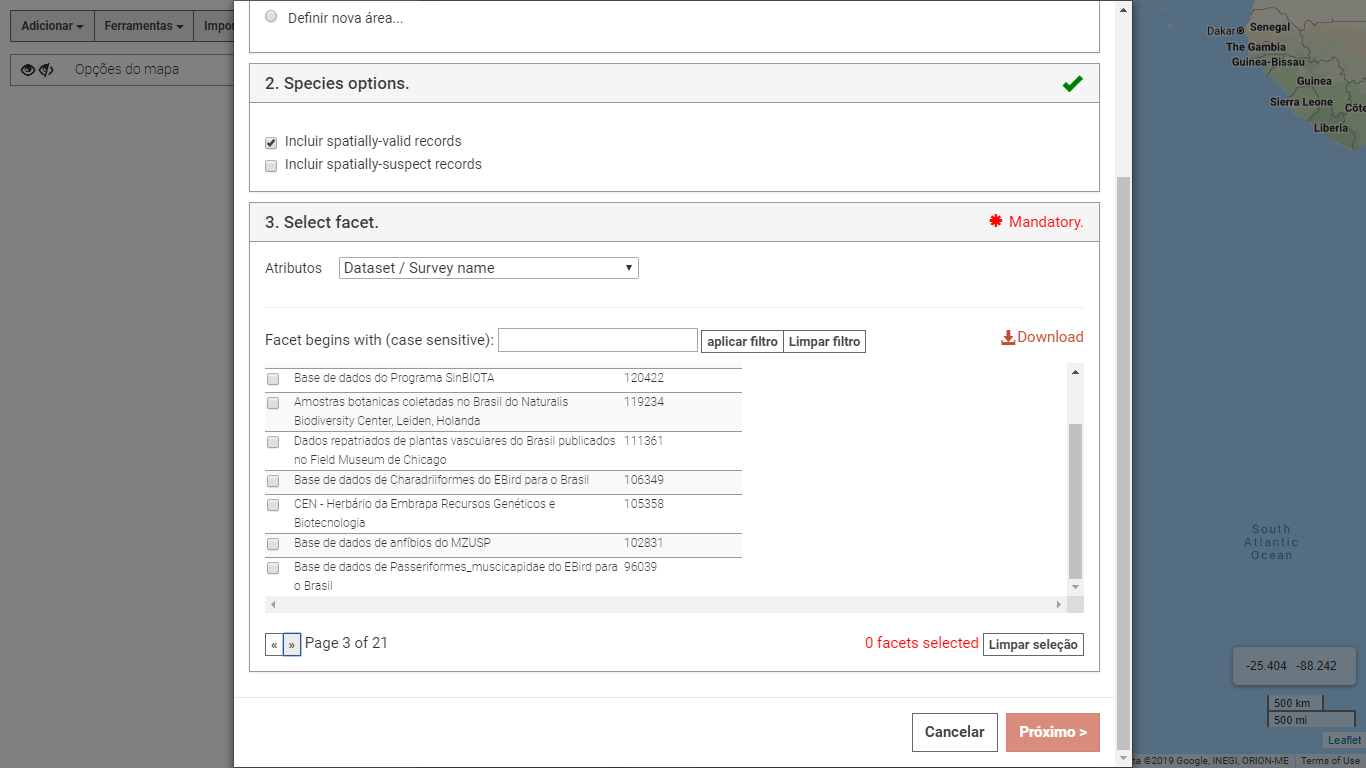 Adicionar
Ferramentas
Impor
Opções do mapa
Definir nova área...
2. Species options.
Incluir spatially-valid records
Incluir spatially-suspect records
3. Select facet.
Mandatory.
Atributos
Dataset / Survey name
Facet begins with (case sensitive):
aplicar filtro
Limpar filtro
Download
Base de dados do Programa SinBIOTA 120422
Amostras botanicas coletadas no Brasil do Naturalis 119234
Biodiversity Center, Leiden, Holanda
Dados repatriados de plantas vasculares do Brasil publicados 111361
no Field Museum de Chicago
Base de dados de Charadriiformes do EBird para o Brasil 106349
CEN - Herbário da Embrapa Recursos Genéticos e 105358
Biotecnologia
Base de dados de anfíbios do MZUSP 102831
Base de dados de Passeriformes_muscicapidae do EBird para 96039
o Brasil
« » Page 3 of 21
0 facets selected
Limpar seleção
Cancelar
Próximo >
Dakar
Senegal
The Gambia
Guinea-Bissau
Guinea
Sierra Leone
Côte
Liberia
South
Atlantic
Ocean
-25.404 -88.242
500 km
500 mi
Leaflet
ta ©2019 Google, INEGI, ORION-ME
Terms of Use